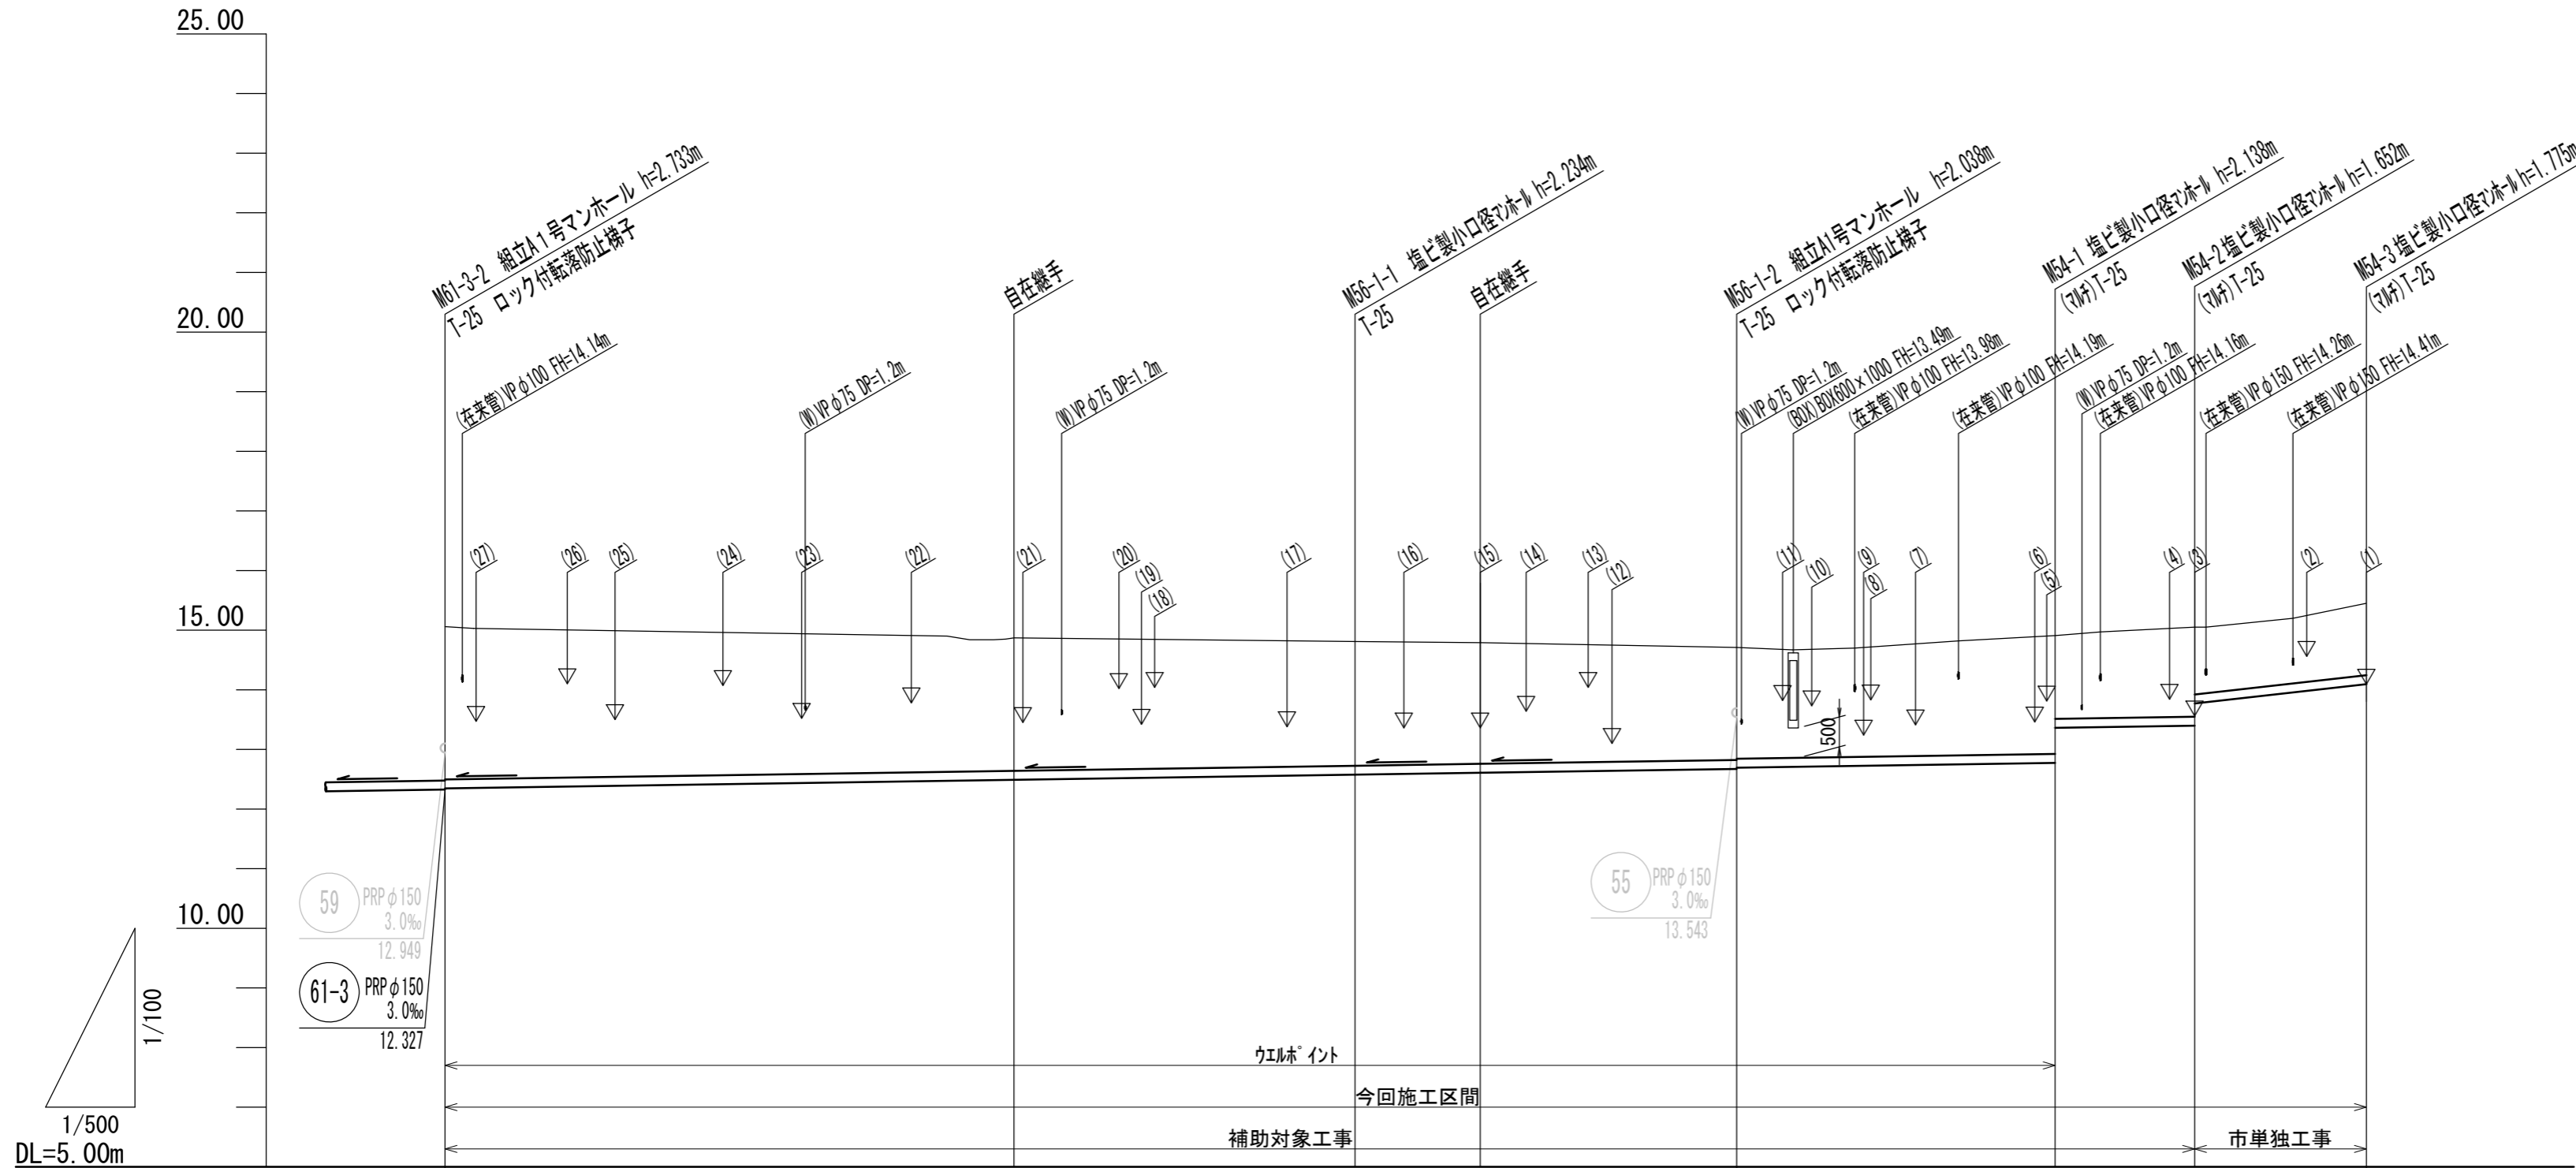 25.00
20.00
15.00
10.00
M61-3-2 組立A1号マンホール h=2.733m
T-25 ロック付転落防止梯子
自在継手
M56-1-1 塩ビ製小口径マンホール h=2.234m
T-25
自在継手
M56-1-2 組立A1号マンホール h=2.038m
T-25 ロック付転落防止梯子
M54-1 塩ビ製小口径マンホール h=2.138m
(マルチ)T-25
M54-2 塩ビ製小口径マンホール h=1.652m
(マルチ)T-25
M54-3 塩ビ製小口径マンホール h=1.775m
(マルチ)T-25
(在来管)VPφ100 FH=14.14m
(W)VPφ75 DP=1.2m
(W)VPφ75 DP=1.2m
(W)VPφ75 DP=1.2m
(BOX)BOX600×1000 FH=13.49m
(在来管)VPφ100 FH=13.98m
(在来管)VPφ100 FH=14.19m
(W)VPφ75 DP=1.2m
(在来管)VPφ100 FH=14.16m
(在来管)VPφ150 FH=14.26m
(在来管)VPφ150 FH=14.41m
(27)
(26)
(25)
(24)
(23)
(22)
(21)
(20)
(19)
(18)
(17)
(16)
(15)
(14)
(13)
(12)
(11)
(10)
(9)
(8)
(7)
(6)
(5)
(4)
(3)
(2)
(1)
500
59 PRPφ150
3.0‰
12.949
61-3 PRPφ150
3.0‰
12.327
55 PRPφ150
3.0‰
13.543
ウエルポイント
今回施工区間
補助対象工事
市単独工事
1/100
1/500
DL=5.00m